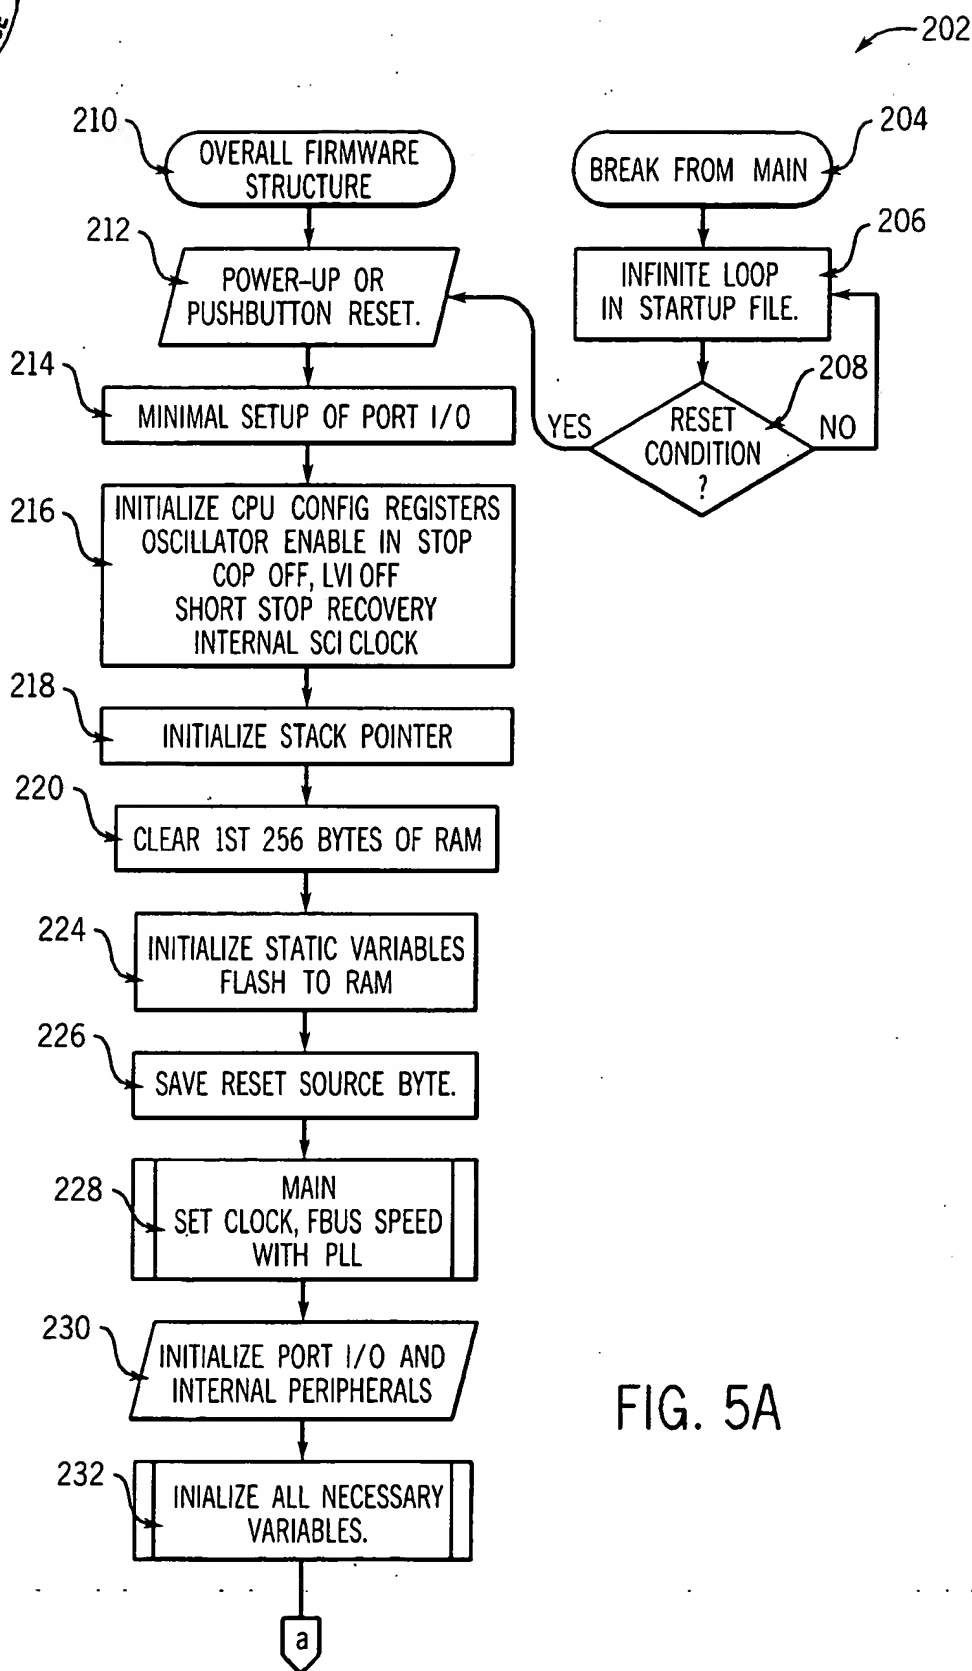 202
210
OVERALL FIRMWARE
STRUCTURE
204
BREAK FROM MAIN
212
POWER-UP OR
PUSHBUTTON RESET.
206
INFINITE LOOP
IN STARTUP FILE.
208
RESET
CONDITION
?
YES
NO
214
MINIMAL SETUP OF PORT I/O
216
INITIALIZE CPU CONFIG REGISTERS
OSCILLATOR ENABLE IN STOP
COP OFF, LVI OFF
SHORT STOP RECOVERY
INTERNAL SCI CLOCK
218
INITIALIZE STACK POINTER
220
CLEAR 1ST 256 BYTES OF RAM
224
INITIALIZE STATIC VARIABLES
FLASH TO RAM
226
SAVE RESET SOURCE BYTE.
228
MAIN
SET CLOCK, FBUS SPEED
WITH PLL
230
INITIALIZE PORT I/O AND
INTERNAL PERIPHERALS
232
INIALIZE ALL NECESSARY
VARIABLES.
a
FIG. 5A